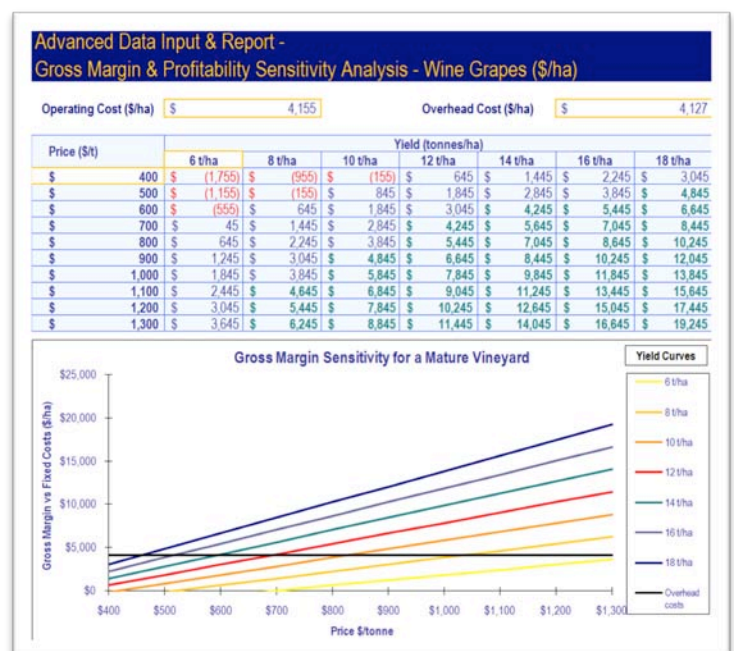 Advanced Data Input & Report -
Gross Margin & Profitability Sensitivity Analysis - Wine Grapes ($/ha)
Operating Cost ($/ha) $ 4,155 Overhead Cost ($/ha) $ 4,127
Price ($/t) Yield (tonnes/ha)
6 t/ha 8 t/ha 10 t/ha 12 t/ha 14 t/ha 16 t/ha 18 t/ha
$ 400 $ (1,755) $ (955) $ (155) $ 645 $ 1,445 $ 2,245 $ 3,045
$ 500 $ (1,155) $ (155) $ 845 $ 1,845 $ 2,845 $ 3,845 $ 4,845
$ 600 $ (555) $ 645 $ 1,845 $ 3,045 $ 4,245 $ 5,445 $ 6,645
$ 700 $ 45 $ 1,445 $ 2,845 $ 4,245 $ 5,645 $ 7,045 $ 8,445
$ 800 $ 645 $ 2,245 $ 3,845 $ 5,445 $ 7,045 $ 8,645 $ 10,245
$ 900 $ 1,245 $ 3,045 $ 4,845 $ 6,645 $ 8,445 $ 10,245 $ 12,045
$ 1,000 $ 1,845 $ 3,845 $ 5,845 $ 7,845 $ 9,845 $ 11,845 $ 13,845
$ 1,100 $ 2,445 $ 4,645 $ 6,845 $ 9,045 $ 11,245 $ 13,445 $ 15,645
$ 1,200 $ 3,045 $ 5,445 $ 7,845 $ 10,245 $ 12,645 $ 15,045 $ 17,445
$ 1,300 $ 3,645 $ 6,245 $ 8,845 $ 11,445 $ 14,045 $ 16,645 $ 19,245
Gross Margin Sensitivity for a Mature Vineyard
Yield Curves
Gross Margin vs Fixed Costs ($/ha)
$25,000
$20,000
$15,000
$10,000
$5,000
$0
$400 $500 $600 $700 $800 $900 $1,000 $1,100 $1,200 $1,300
Price $/tonne
6 t/ha
8 t/ha
10 t/ha
12 t/ha
14 t/ha
16 t/ha
18 t/ha
Overhead
costs